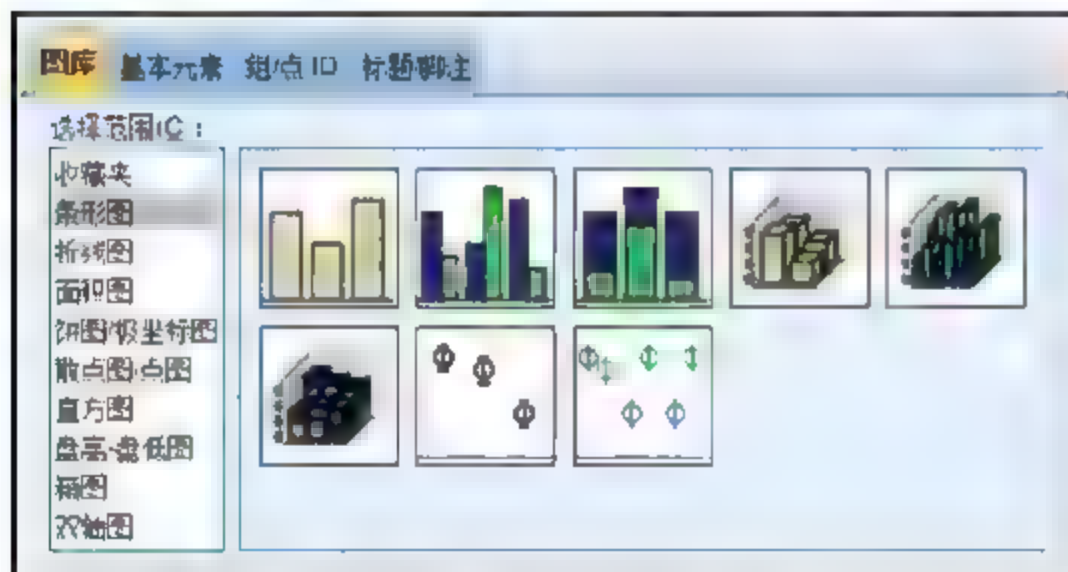 图库 基本元素 组/点 ID 标题/脚注
选择范围(C):
收藏夹
条形图
折线图
面积图
饼图/极坐标图
散点图/点图
直方图
盘高-盘低图
箱图
双轴图